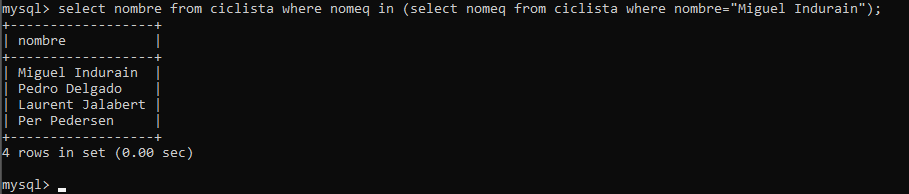 mysql> select nombre from ciclista where nomeq in (select nomeq from ciclista where nombre="Miguel Indurain");
+------------------+
| nombre           |
+------------------+
| Miguel Indurain  |
| Pedro Delgado    |
| Laurent Jalabert |
| Per Pedersen     |
+------------------+
4 rows in set (0.00 sec)
mysql> _